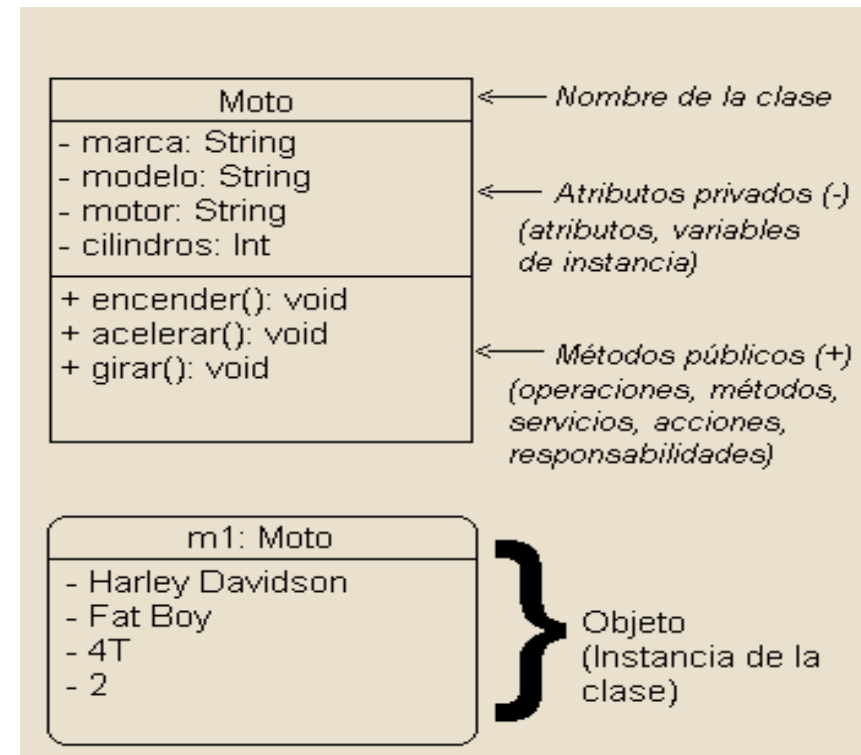 Moto
- marca: String
- modelo: String
- motor: String
- cilindros: Int
+ encender(): void
+ acelerar(): void
+ girar(): void
Nombre de la clase
Atributos privados (-)
(atributos, variables
de instancia)
Métodos públicos (+)
(operaciones, métodos,
servicios, acciones,
responsabilidades)
m1: Moto
- Harley Davidson
- Fat Boy
- 4T
- 2
Objeto
(Instancia de la
clase)